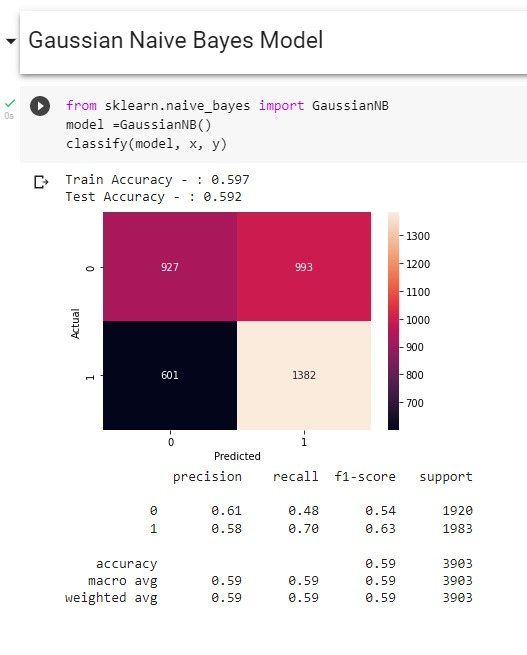 Gaussian Naive Bayes Model
0s
from sklearn.naive_bayes import GaussianNB
model =GaussianNB()
classify(model, x, y)
Train Accuracy - : 0.597
Test Accuracy - : 0.592
927 993
601 1382
0
1
Actual
0 1
Predicted
1300
1200
1100
1000
900
800
700
precision recall f1-score support
0 0.61 0.48 0.54 1920
1 0.58 0.70 0.63 1983
accuracy 0.59 3903
macro avg 0.59 0.59 0.59 3903
weighted avg 0.59 0.59 0.59 3903